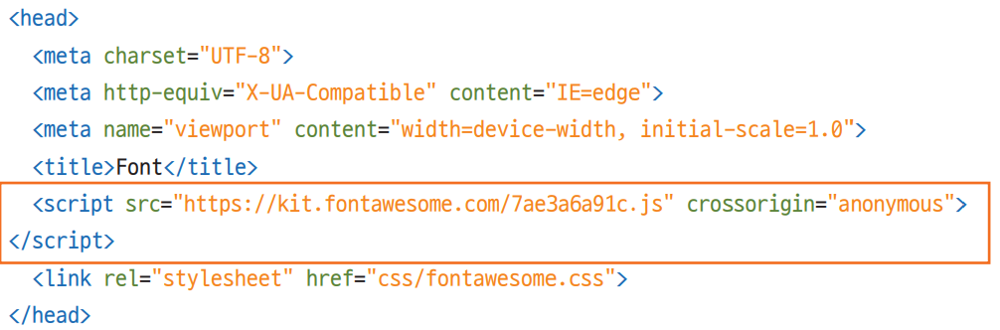 <head>
<meta charset="UTF-8">
<meta http-equiv="X-UA-Compatible" content="IE=edge">
<meta name="viewport" content="width=device-width, initial-scale=1.0">
<title>Font</title>
<script src="https://kit.fontawesome.com/7ae3a6a91c.js" crossorigin="anonymous">
</script>
<link rel="stylesheet" href="css/fontawesome.css">
</head>